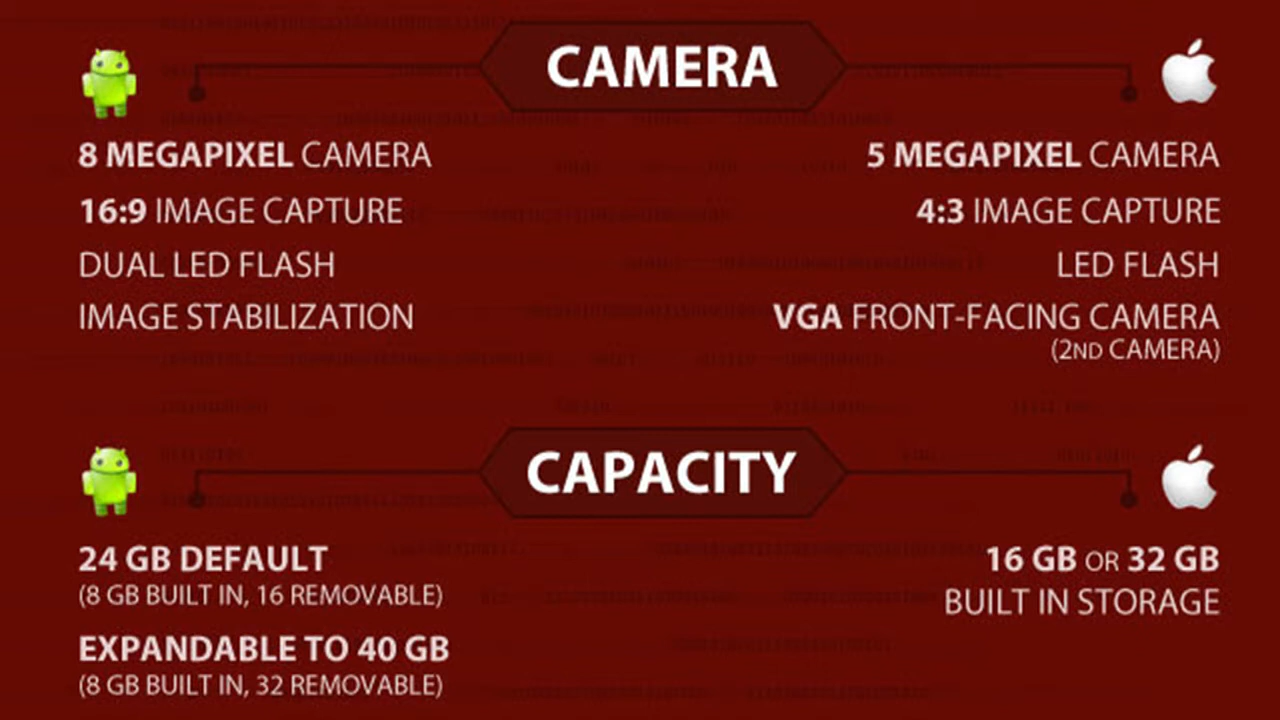 CAMERA
8 MEGAPIXEL CAMERA
16:9 IMAGE CAPTURE
DUAL LED FLASH
IMAGE STABILIZATION
5 MEGAPIXEL CAMERA
4:3 IMAGE CAPTURE
LED FLASH
VGA FRONT-FACING CAMERA
(2ND CAMERA)
CAPACITY
24 GB DEFAULT
(8 GB BUILT IN, 16 REMOVABLE)
EXPANDABLE TO 40 GB
(8 GB BUILT IN, 32 REMOVABLE)
16 GB OR 32 GB
BUILT IN STORAGE